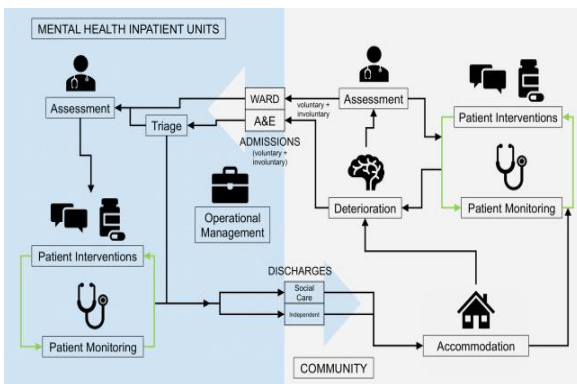 MENTAL HEALTH INPATIENT UNITS
Assessment
Triage
WARD
A&E
ADMISSIONS
(voluntary +
involuntary)
voluntary +
involuntary
Assessment
Patient Interventions
Patient Monitoring
Deterioration
Operational
Management
Patient Interventions
Patient Monitoring
DISCHARGES
Social
Care
Independent
Accommodation
COMMUNITY